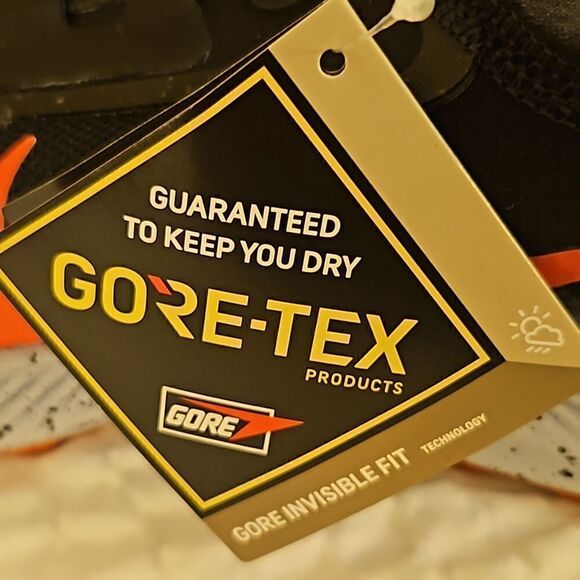 GUARANTEED
TO KEEP YOU DRY
GORE-TEX
PRODUCTS
GORE
GORE INVISIBLE FIT TECHNOLOGY